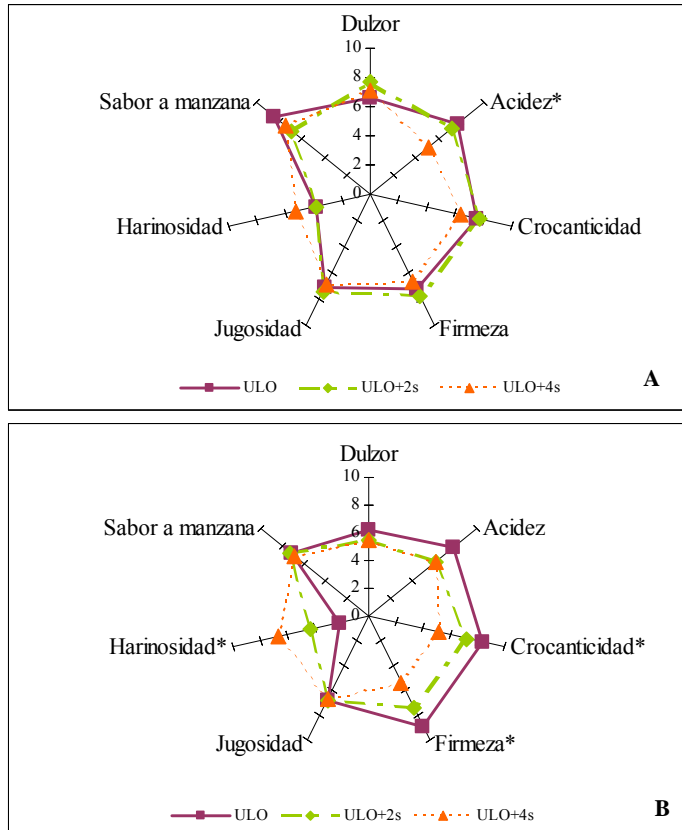 Dulzor
10
Sabor a manzana
8
Acidez*
6
4
2
0
Harinosidad
Crocanticidad
Jugosidad
Firmeza
ULO ULO+2s ULO+4s
A
Dulzor
10
Sabor a manzana
8
Acidez
6
4
2
0
Harinosidad*
Crocanticidad*
Jugosidad
Firmeza*
ULO ULO+2s ULO+4s
B